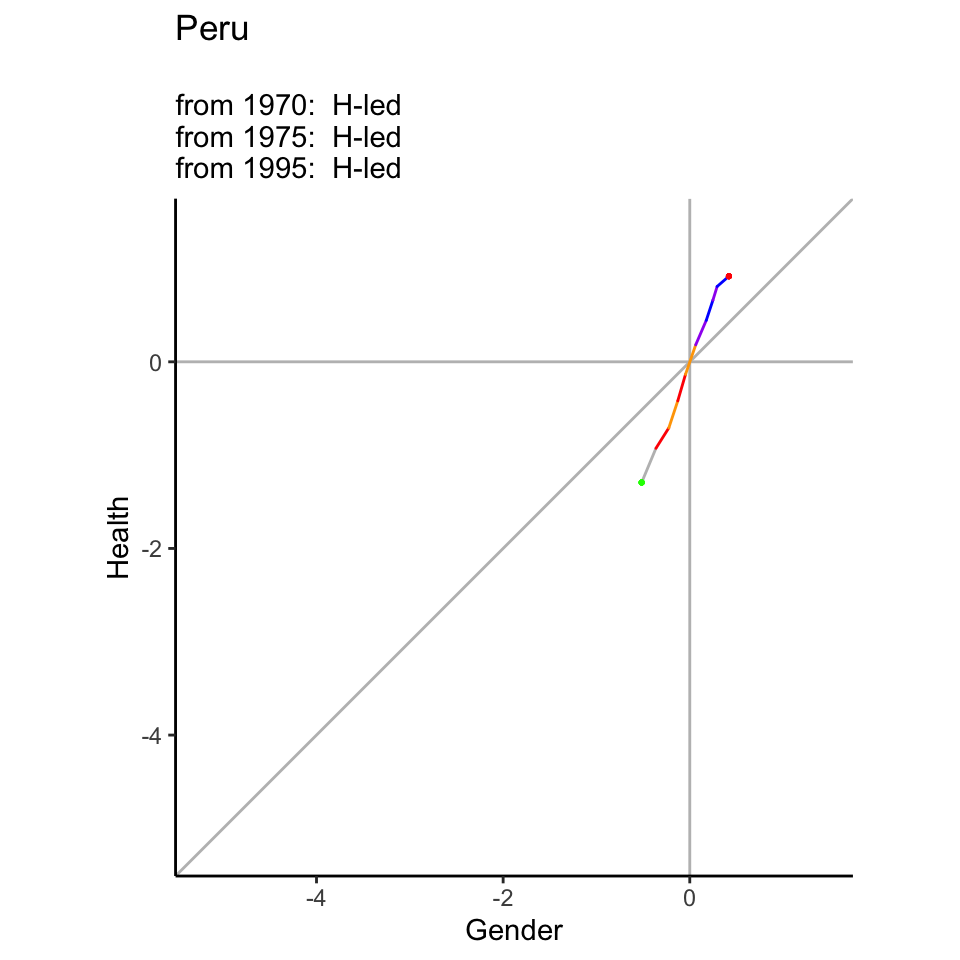 Peru
from 1970:  H-led
from 1975:  H-led
from 1995:  H-led
0
-2
-4
Health
-4
-2
0
Gender